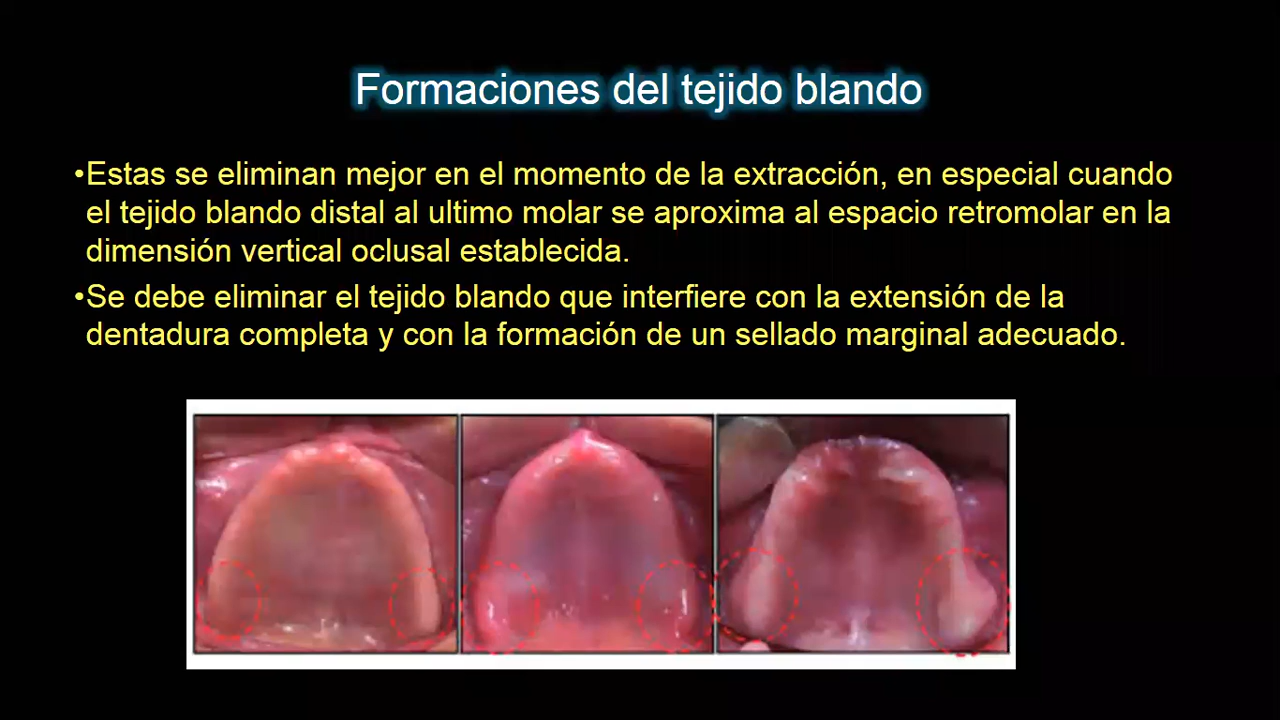 Formaciones del tejido blando
•Estas se eliminan mejor en el momento de la extracción, en especial cuando
el tejido blando distal al ultimo molar se aproxima al espacio retromolar en la
dimensión vertical oclusal establecida.
•Se debe eliminar el tejido blando que interfiere con la extensión de la
dentadura completa y con la formación de un sellado marginal adecuado.